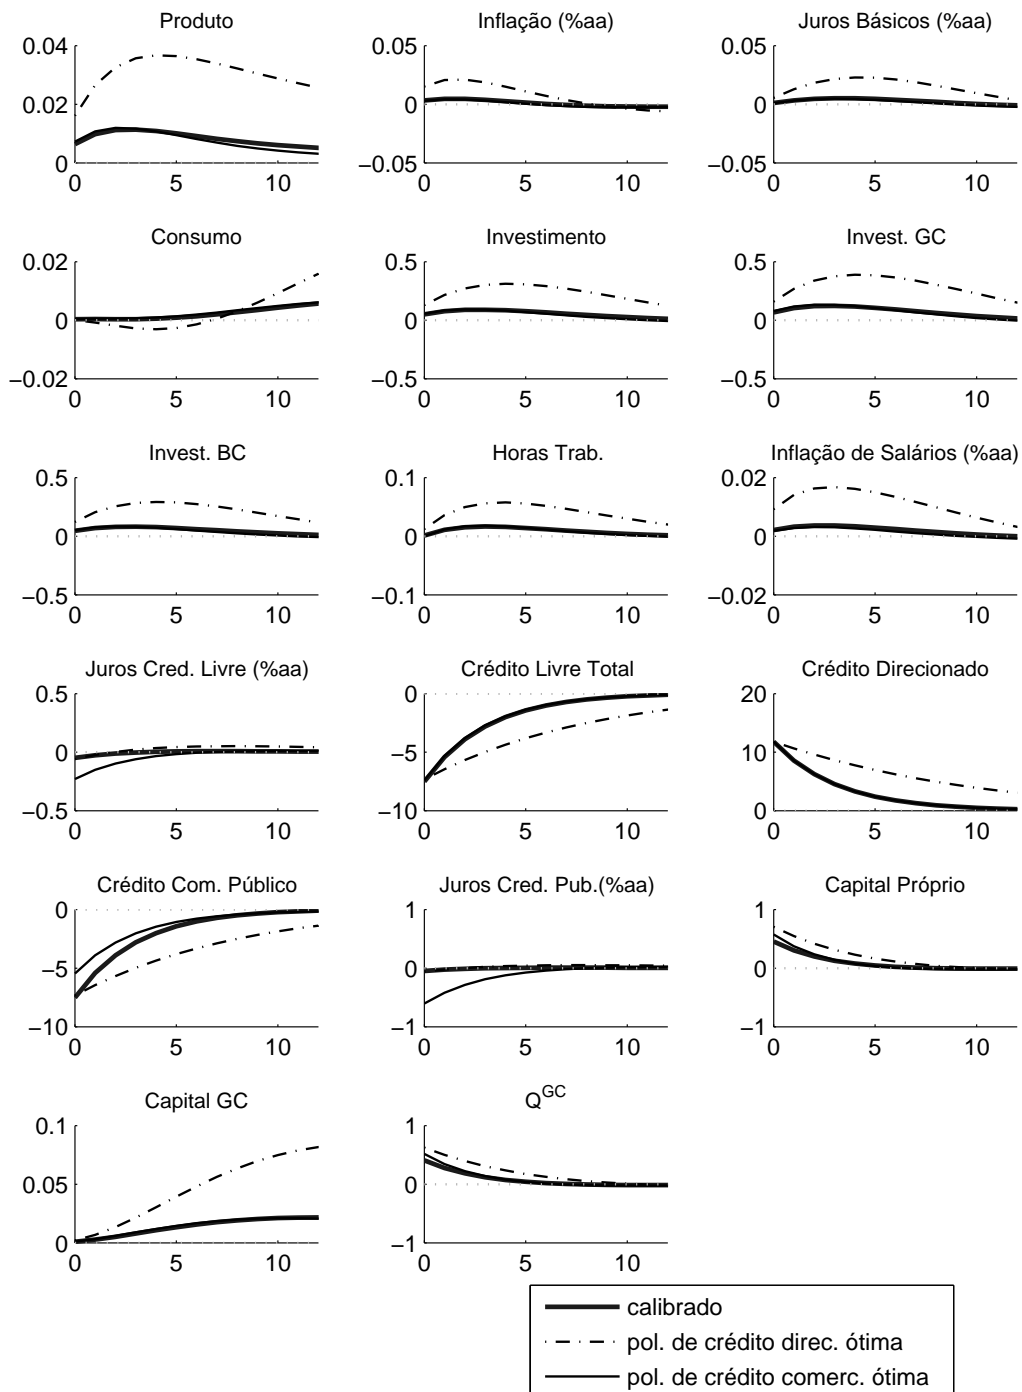 Produto
0.04
0.02
0
0 5 10
Inflação (%aa)
0.05
0
−0.05
0 5 10
Juros Básicos (%aa)
0.05
0
−0.05
0 5 10
Consumo
0.02
0
−0.02
0 5 10
Investimento
0.5
0
−0.5
0 5 10
Invest. GC
0.5
0
−0.5
0 5 10
Invest. BC
0.5
0
−0.5
0 5 10
Horas Trab.
0.1
0
−0.1
0 5 10
Inflação de Salários (%aa)
0.02
0
−0.02
0 5 10
Juros Cred. Livre (%aa)
0.5
0
−0.5
0 5 10
Crédito Livre Total
0
−5
−10
0 5 10
Crédito Direcionado
20
10
0
0 5 10
Crédito Com. Público
0
−5
−10
0 5 10
Juros Cred. Pub.(%aa)
1
0
−1
0 5 10
Capital Próprio
1
0
−1
0 5 10
Capital GC
0.1
0.05
0
0 5 10
Q^GC
1
0
−1
0 5 10
calibrado
pol. de crédito direc. ótima
pol. de crédito comerc. ótima